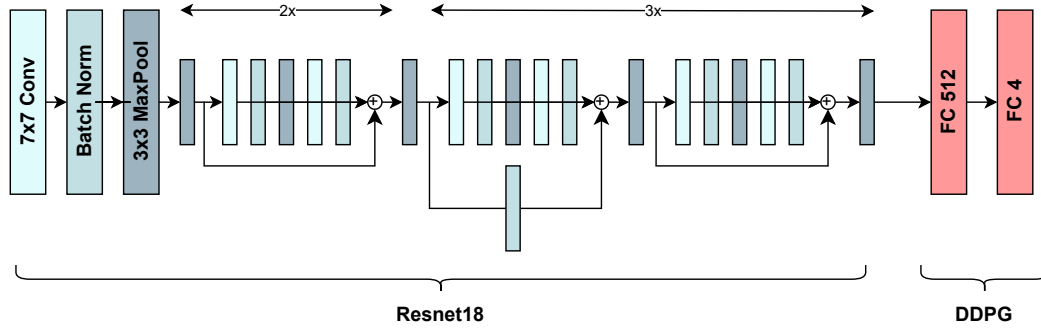 2x
3x
7x7 Conv
Batch Norm
3x3 MaxPool
FC 512
FC 4
Resnet18
DDPG